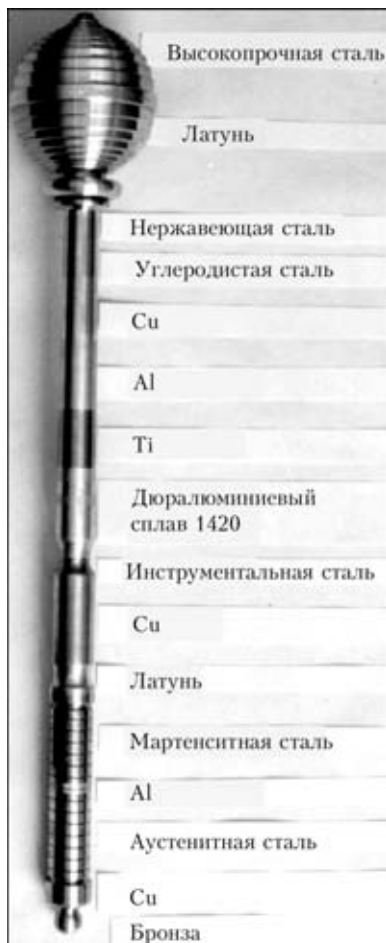 Высокопрочная сталь
Латунь
Нержавеющая сталь
Углеродистая сталь
Cu
Al
Ti
Дюралюминиевый
сплав 1420
Инструментальная сталь
Cu
Латунь
Мартенситная сталь
Al
Аустенитная сталь
Cu
Бронза